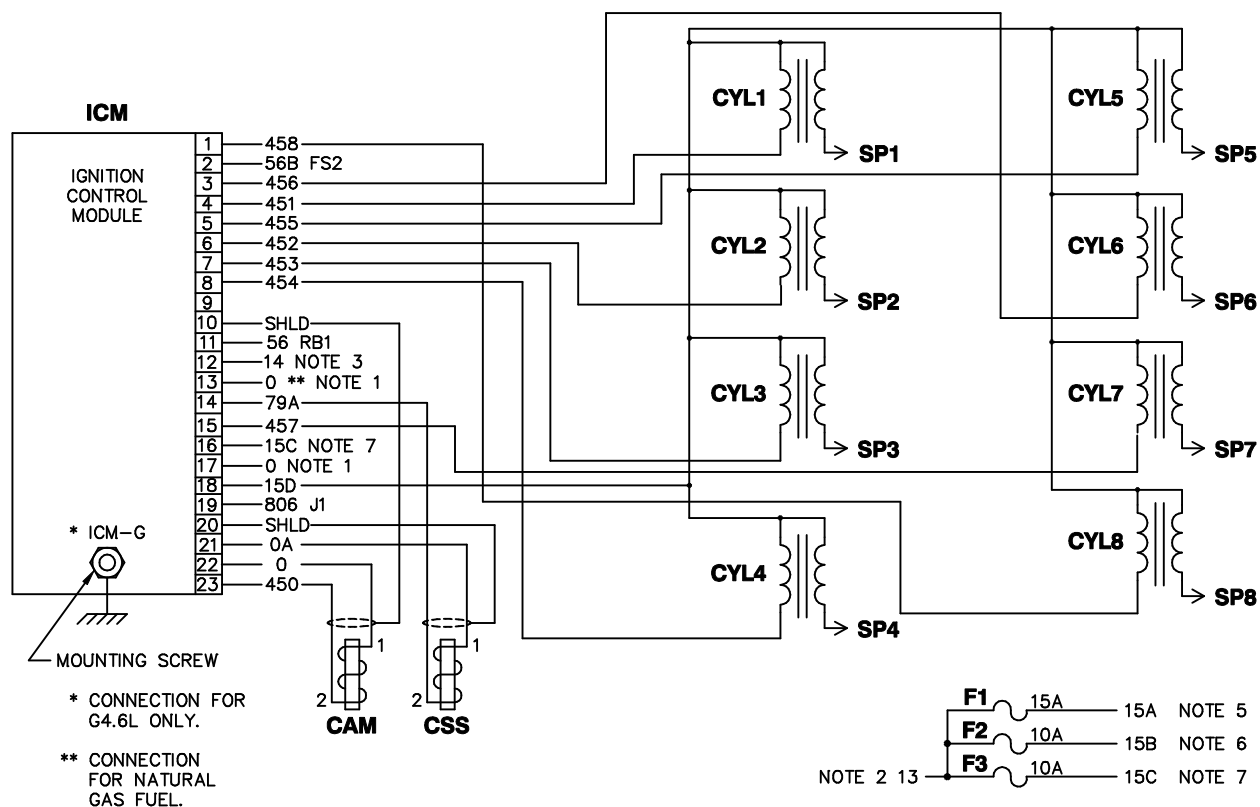 ICM
IGNITION
CONTROL
MODULE
1 458
2 56B FS2
3 456
4 451
5 455
6 452
7 453
8 454
9
10 SHLD
11 56 RB1
12 14 NOTE 3
13 0 ** NOTE 1
14 79A
15 457
16 15C NOTE 7
17 0 NOTE 1
18 15D
19 806 J1
20 SHLD
21 0A
22 0
23 450
* ICM-G
MOUNTING SCREW
* CONNECTION FOR
G4.6L ONLY.
** CONNECTION
FOR NATURAL
GAS FUEL.
1
2
CAM
1
2
CSS
CYL1
SP1
CYL2
SP2
CYL3
SP3
CYL4
SP4
CYL5
SP5
CYL6
SP6
CYL7
SP7
CYL8
SP8
F1 15A 15A NOTE 5
F2 10A 15B NOTE 6
NOTE 2 13 F3 10A 15C NOTE 7